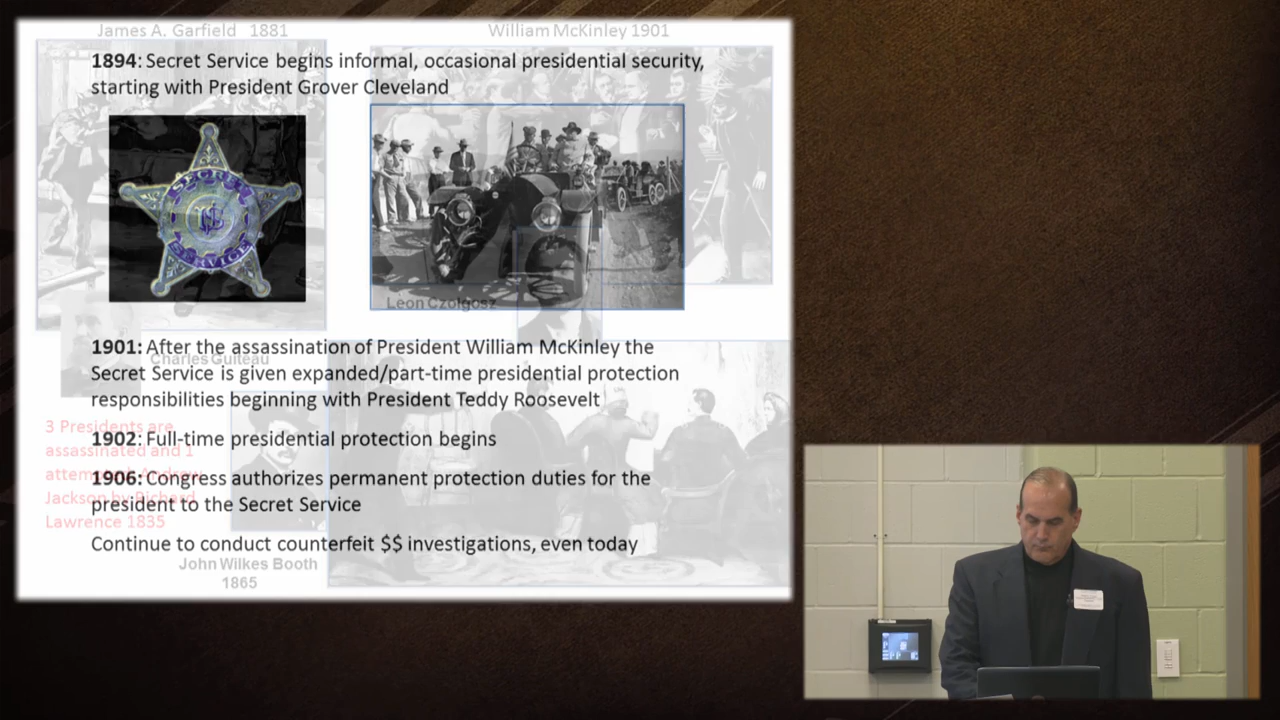 James A. Garfield 1881
William McKinley 1901
1894: Secret Service begins informal, occasional presidential security,
starting with President Grover Cleveland
SECRET
US
SERVICE
Leon Czolgosz
1901: After the assassination of President William McKinley the
Charles Guiteau
Secret Service is given expanded/part-time presidential protection
responsibilities beginning with President Teddy Roosevelt
3 Presidents are
1902: Full-time presidential protection begins
assassinated and 1
1906: Congress authorizes permanent protection duties for the
Jackson by Richard
president to the Secret Service
Lawrence 1835
Continue to conduct counterfeit $$ investigations, even today
John Wilkes Booth
1865